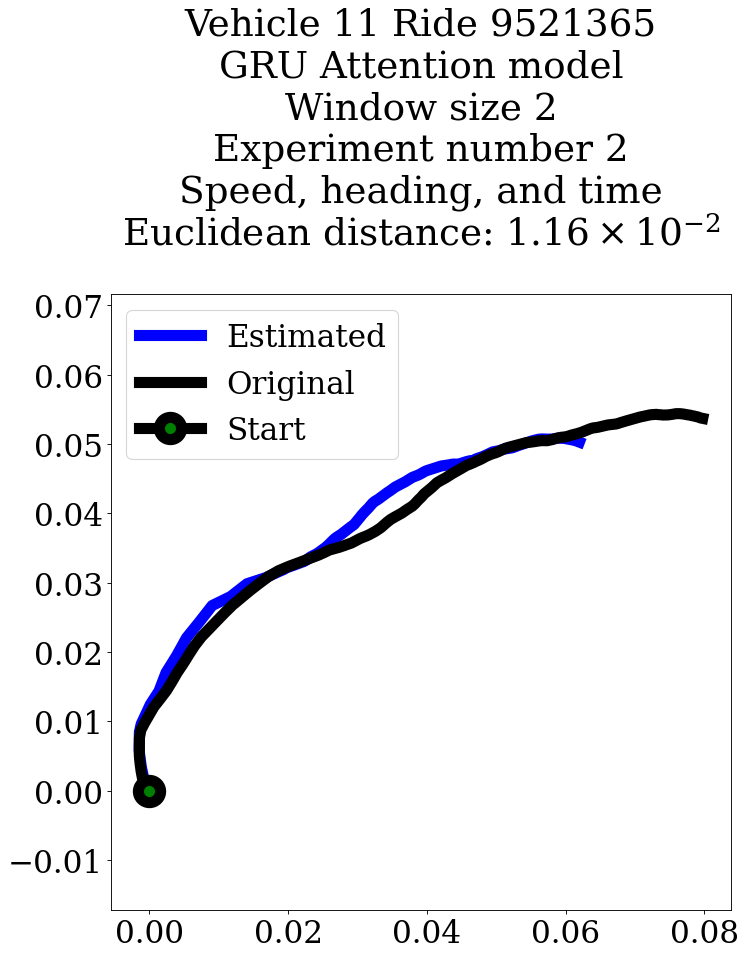 Vehicle 11 Ride 9521365
GRU Attention model
Window size 2
Experiment number 2
Speed, heading, and time
Euclidean distance: 1.16 × 10⁻²
0.07
0.06
0.05
0.04
0.03
0.02
0.01
0.00
−0.01
Estimated
Original
Start
0.00 0.02 0.04 0.06 0.08